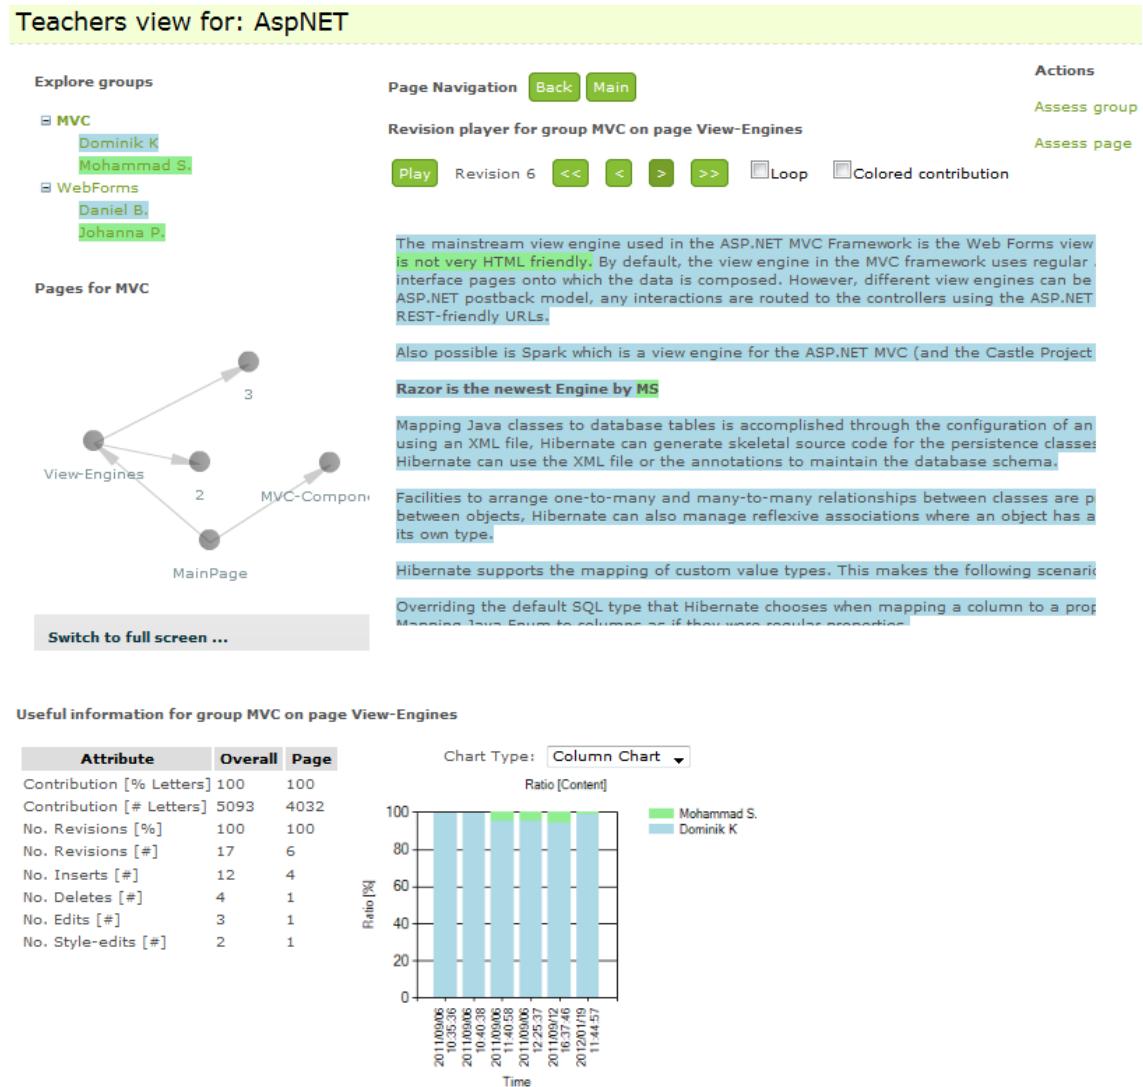 Teachers view for: AspNET
Explore groups
MVC
Dominik K
Mohammad S.
WebForms
Daniel B.
Johanna P.
Pages for MVC
3
View-Engines
2
MVC-Compon
MainPage
Switch to full screen ...
Page Navigation Back Main
Revision player for group MVC on page View-Engines
Play Revision 6 << < > >> Loop Colored contribution
The mainstream view engine used in the ASP.NET MVC Framework is the Web Forms view
is not very HTML friendly. By default, the view engine in the MVC framework uses regular .
interface pages onto which the data is composed. However, different view engines can be
ASP.NET postback model, any interactions are routed to the controllers using the ASP.NET
REST-friendly URLs.
Also possible is Spark which is a view engine for the ASP.NET MVC (and the Castle Project
Razor is the newest Engine by MS
Mapping Java classes to database tables is accomplished through the configuration of an
using an XML file, Hibernate can generate skeletal source code for the persistence classes
Hibernate can use the XML file or the annotations to maintain the database schema.
Facilities to arrange one-to-many and many-to-many relationships between classes are p
between objects, Hibernate can also manage reflexive associations where an object has a
its own type.
Hibernate supports the mapping of custom value types. This makes the following scenario
Overriding the default SQL type that Hibernate chooses when mapping a column to a prop
Mapping Java Enum to columns as if they were regular properties.
Actions
Assess group
Assess page
Useful information for group MVC on page View-Engines
Attribute Overall Page
Contribution [% Letters] 100 100
Contribution [# Letters] 5093 4032
No. Revisions [%] 100 100
No. Revisions [#] 17 6
No. Inserts [#] 12 4
No. Deletes [#] 4 1
No. Edits [#] 3 1
No. Style-edits [#] 2 1
Chart Type: Column Chart
Ratio [Content]
100
80
60
40
20
0
Ratio [%]
2011/09/06
10:35:36
2011/09/06
10:40:38
2011/09/06
11:40:58
2011/09/06
12:25:37
2011/09/12
16:37:46
2012/01/19
11:44:57
Time
Mohammad S.
Dominik K